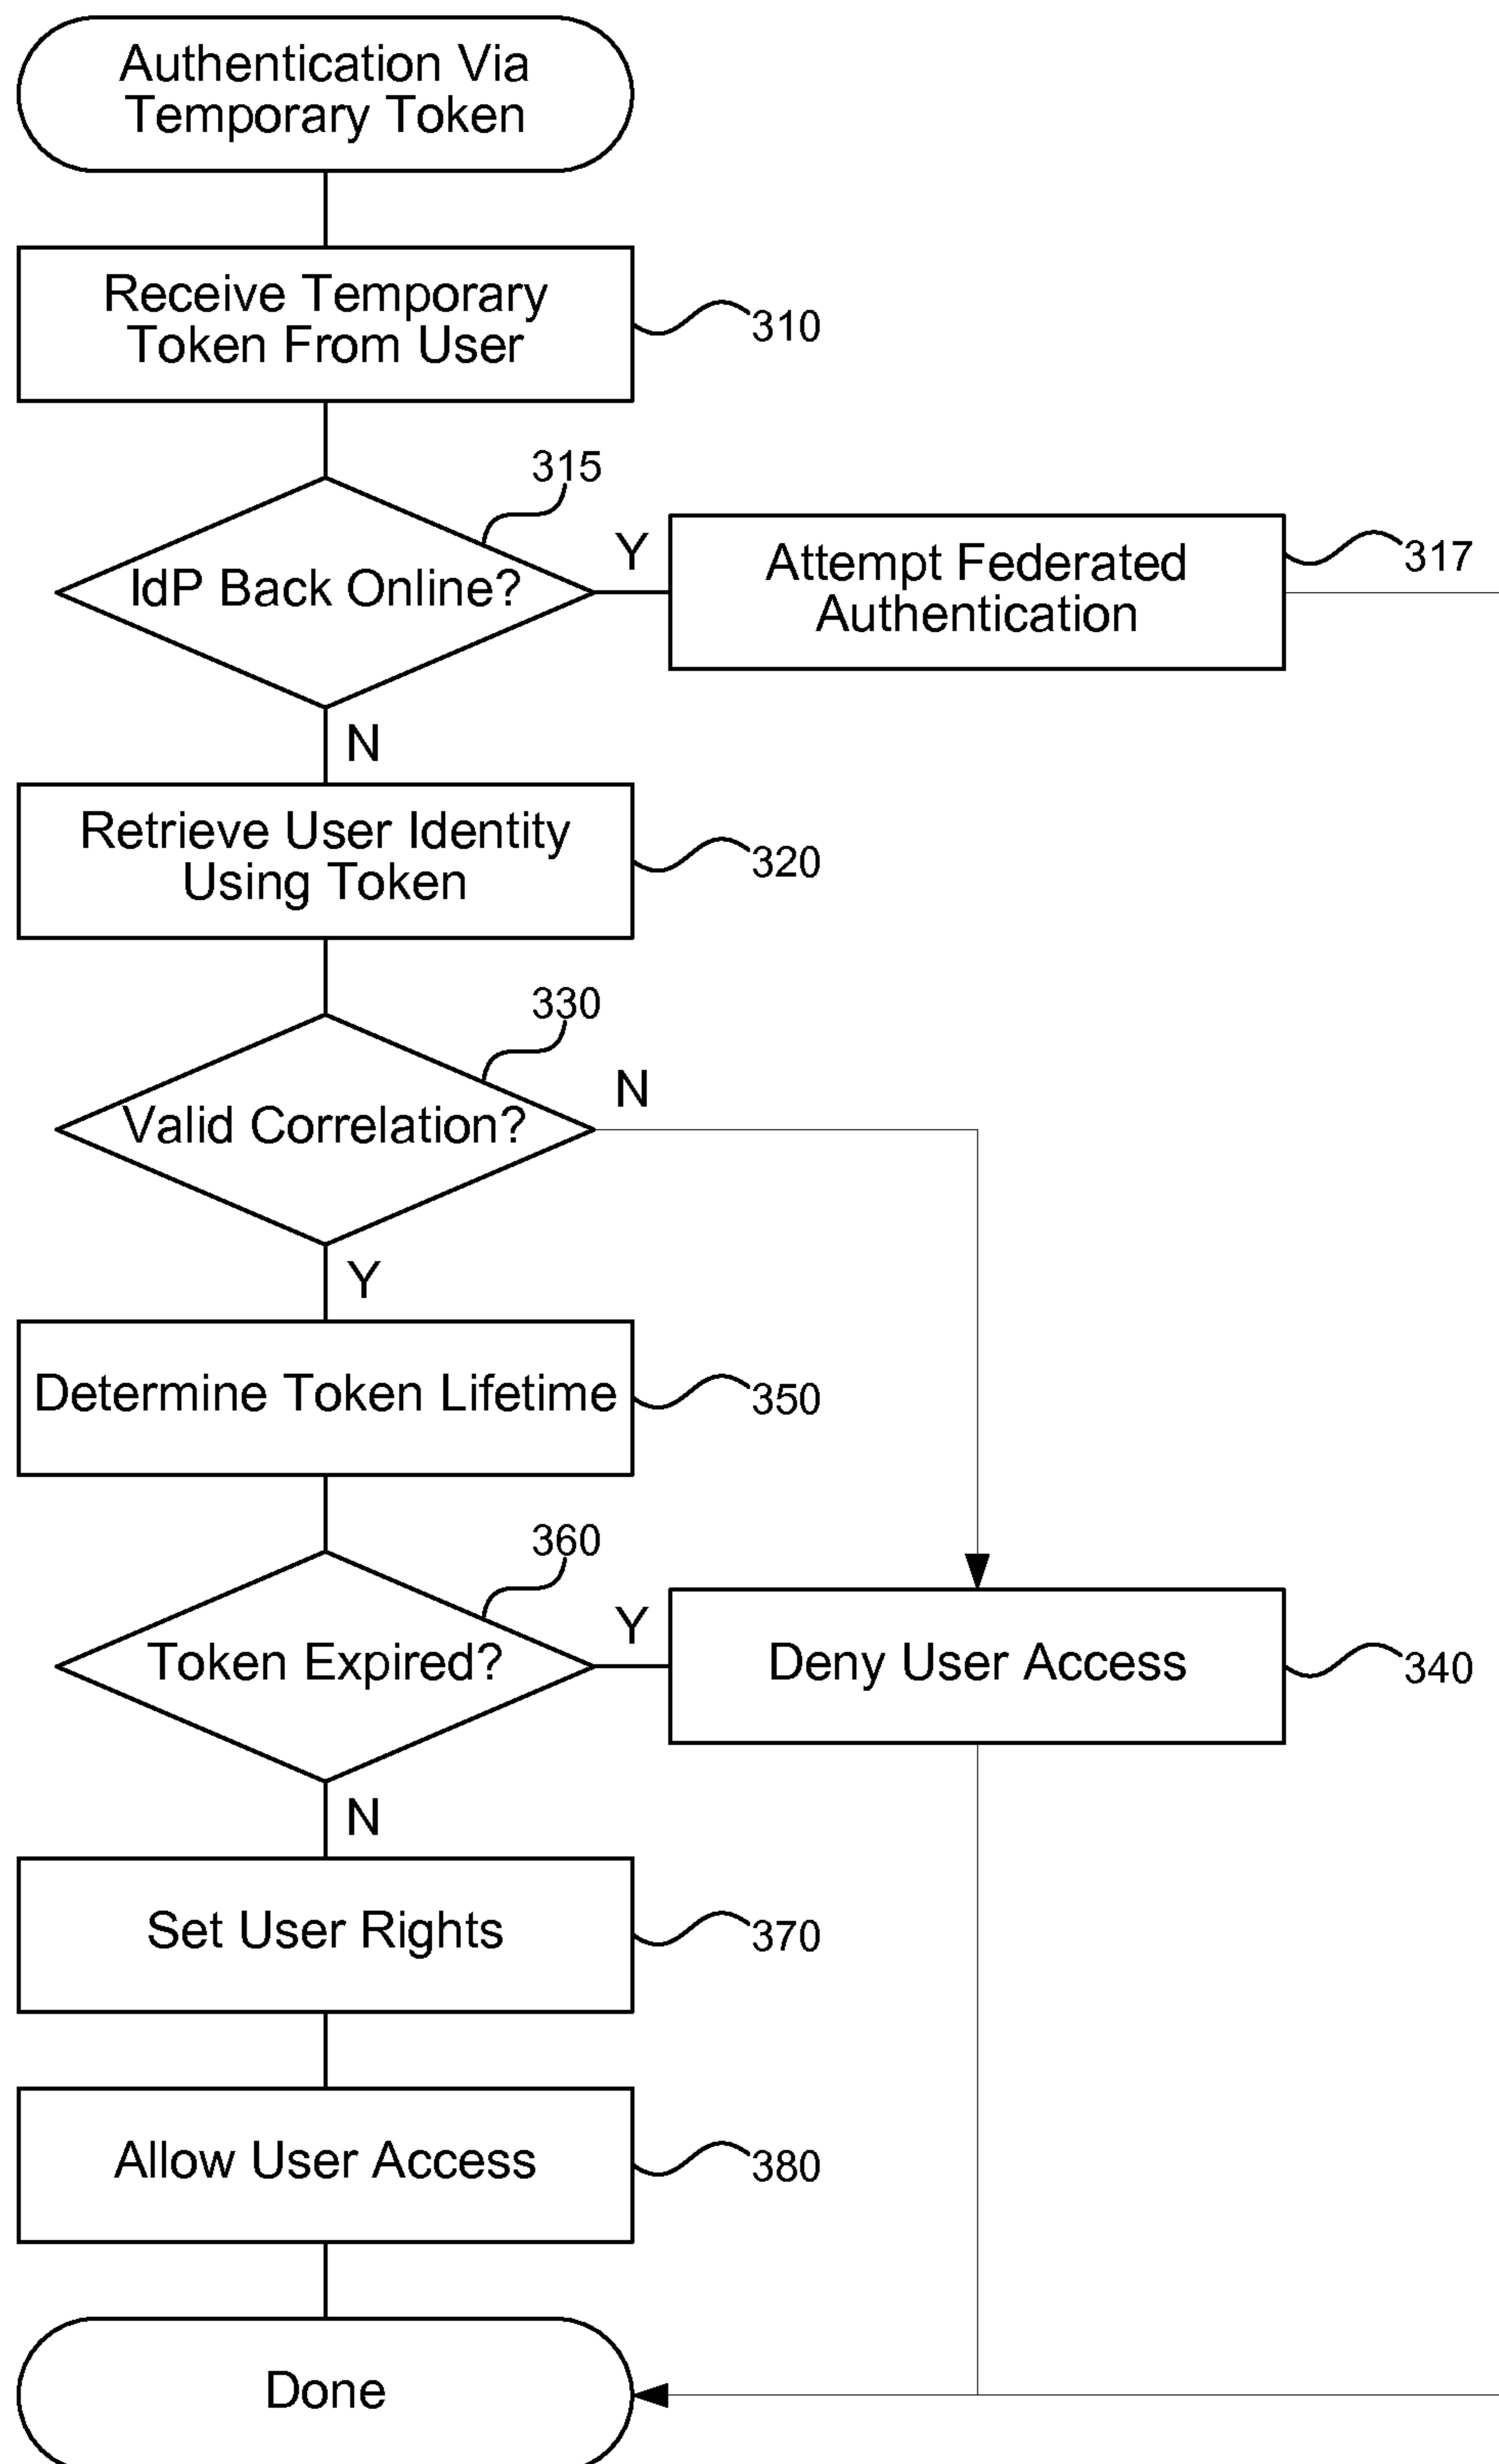 Authentication Via
Temporary Token
Receive Temporary
Token From User
310
315
IdP Back Online?
Y
Attempt Federated
Authentication
317
N
Retrieve User Identity
Using Token
320
330
Valid Correlation?
N
Y
Determine Token Lifetime
350
360
Token Expired?
Y
Deny User Access
340
N
Set User Rights
370
Allow User Access
380
Done